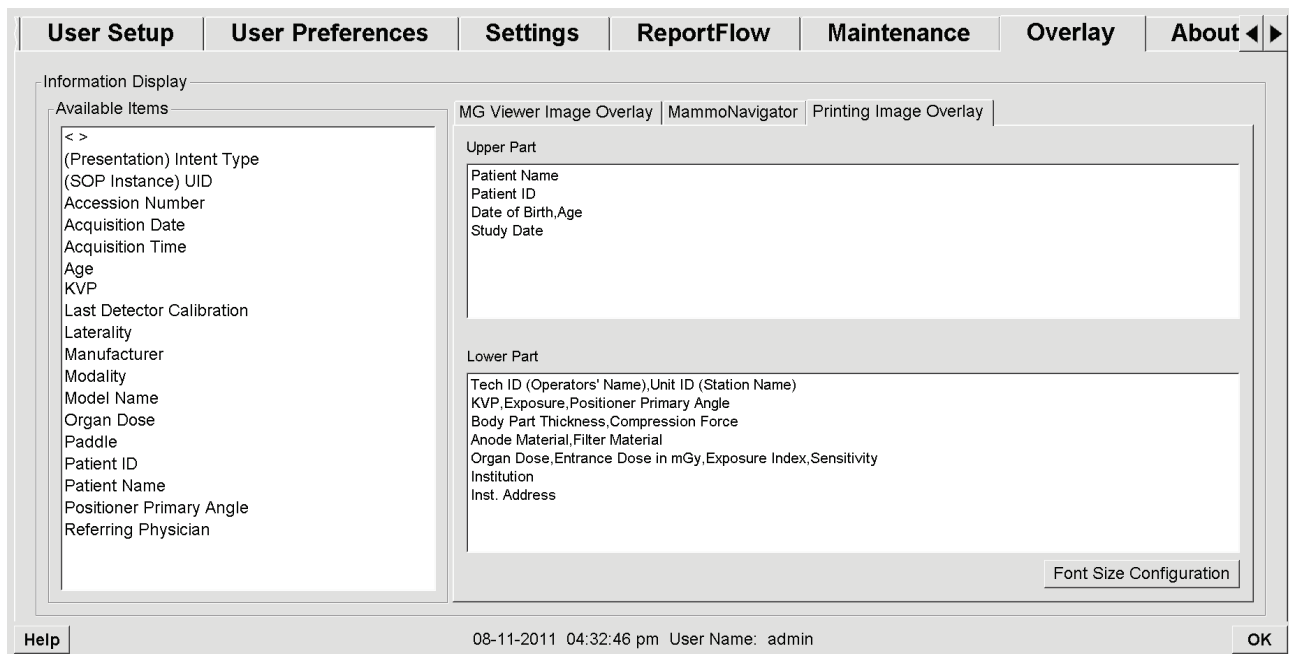 User Setup User Preferences Settings ReportFlow Maintenance Overlay About
Information Display
Available Items
< >
(Presentation) Intent Type
(SOP Instance) UID
Accession Number
Acquisition Date
Acquisition Time
Age
KVP
Last Detector Calibration
Laterality
Manufacturer
Modality
Model Name
Organ Dose
Paddle
Patient ID
Patient Name
Positioner Primary Angle
Referring Physician
MG Viewer Image Overlay MammoNavigator Printing Image Overlay
Upper Part
Patient Name
Patient ID
Date of Birth,Age
Study Date
Lower Part
Tech ID (Operators' Name),Unit ID (Station Name)
KVP,Exposure,Positioner Primary Angle
Body Part Thickness,Compression Force
Anode Material,Filter Material
Organ Dose,Entrance Dose in mGy,Exposure Index,Sensitivity
Institution
Inst. Address
Font Size Configuration
Help 08-11-2011 04:32:46 pm User Name: admin OK